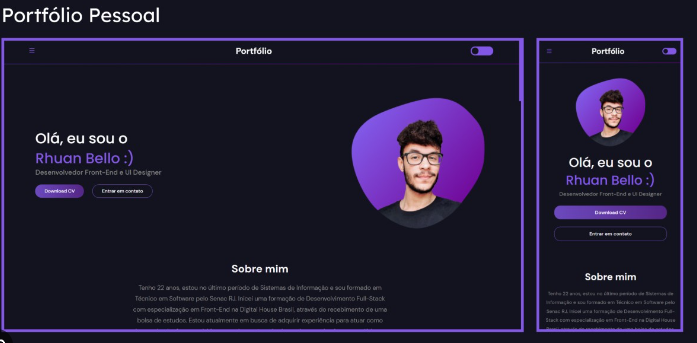 Portfólio Pessoal
Portfólio
Olá, eu sou o
Rhuan Bello :)
Desenvolvedor Front-End e UI Designer
Download CV
Entrar em contato
Sobre mim
Tenho 22 anos, estou no último período de Sistemas de Informação e sou formado em
Técnico em Software pelo Senac RJ. Iniciei uma formação de Desenvolvimento Full-Stack
com especialização em Front-End na Digital House Brasil, através do recebimento de uma
bolsa de estudos. Estou atualmente em busca de adquirir experiência para atuar como
Portfólio
Olá, eu sou o
Rhuan Bello :)
Desenvolvedor Front-End e UI Designer
Download CV
Entrar em contato
Sobre mim
Tenho 22 anos, estou no último período de Sistemas de
Informação e sou formado em Técnico em Software pelo
Senac RJ. Iniciei uma formação de Desenvolvimento Full-
Stack com especialização em Front-End na Digital House